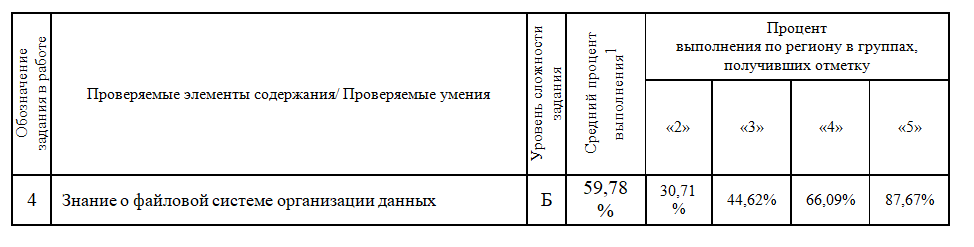 Обозначение
задания в работе
Проверяемые элементы содержания/ Проверяемые умения
Уровень сложности
задания
Средний процент
выполнения1
Процент
выполнения по региону в группах,
получивших отметку
«2»
«3»
«4»
«5»
4
Знание о файловой системе организации данных
Б
59,78
%
30,71
%
44,62%
66,09%
87,67%